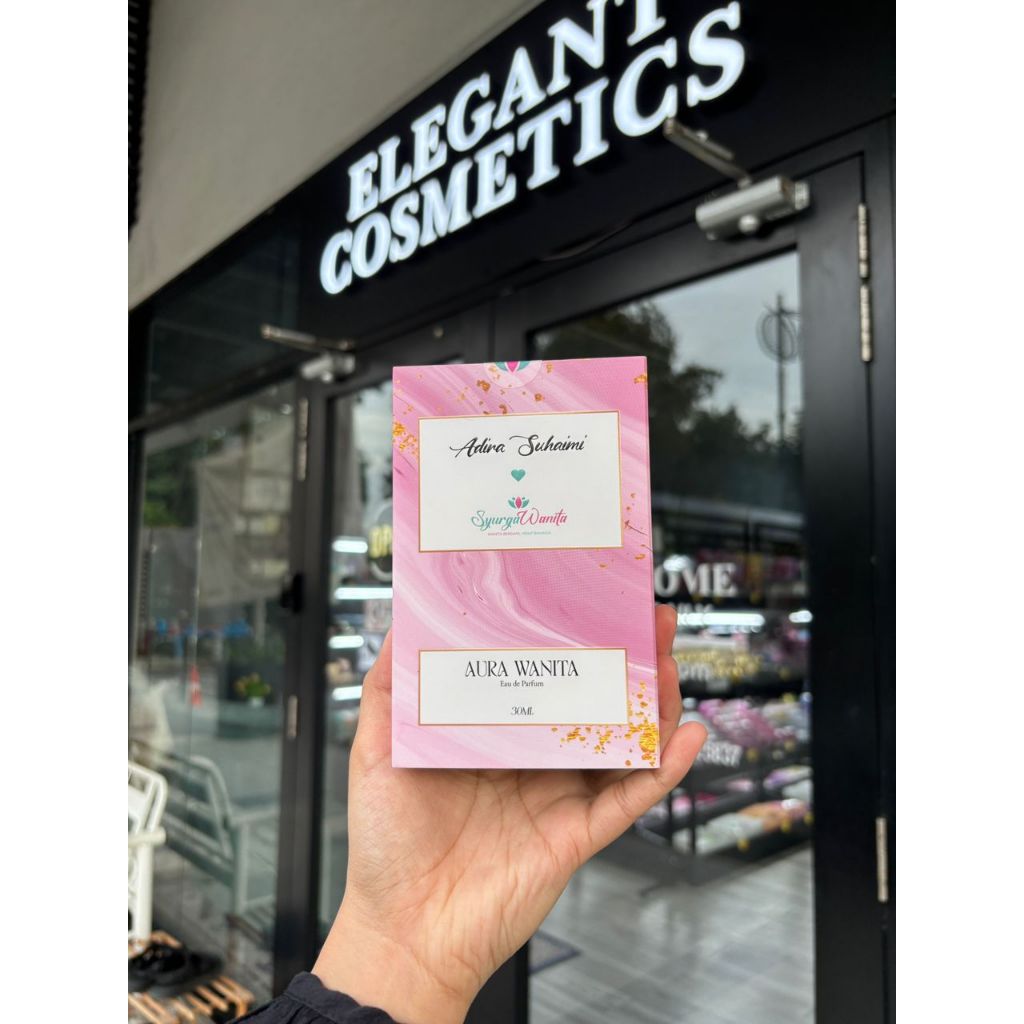 ELEGANT
COSMETICS
Adira Suhaimi
SyurgaWanita
AURA WANITA
Eau de Parfum
30ML